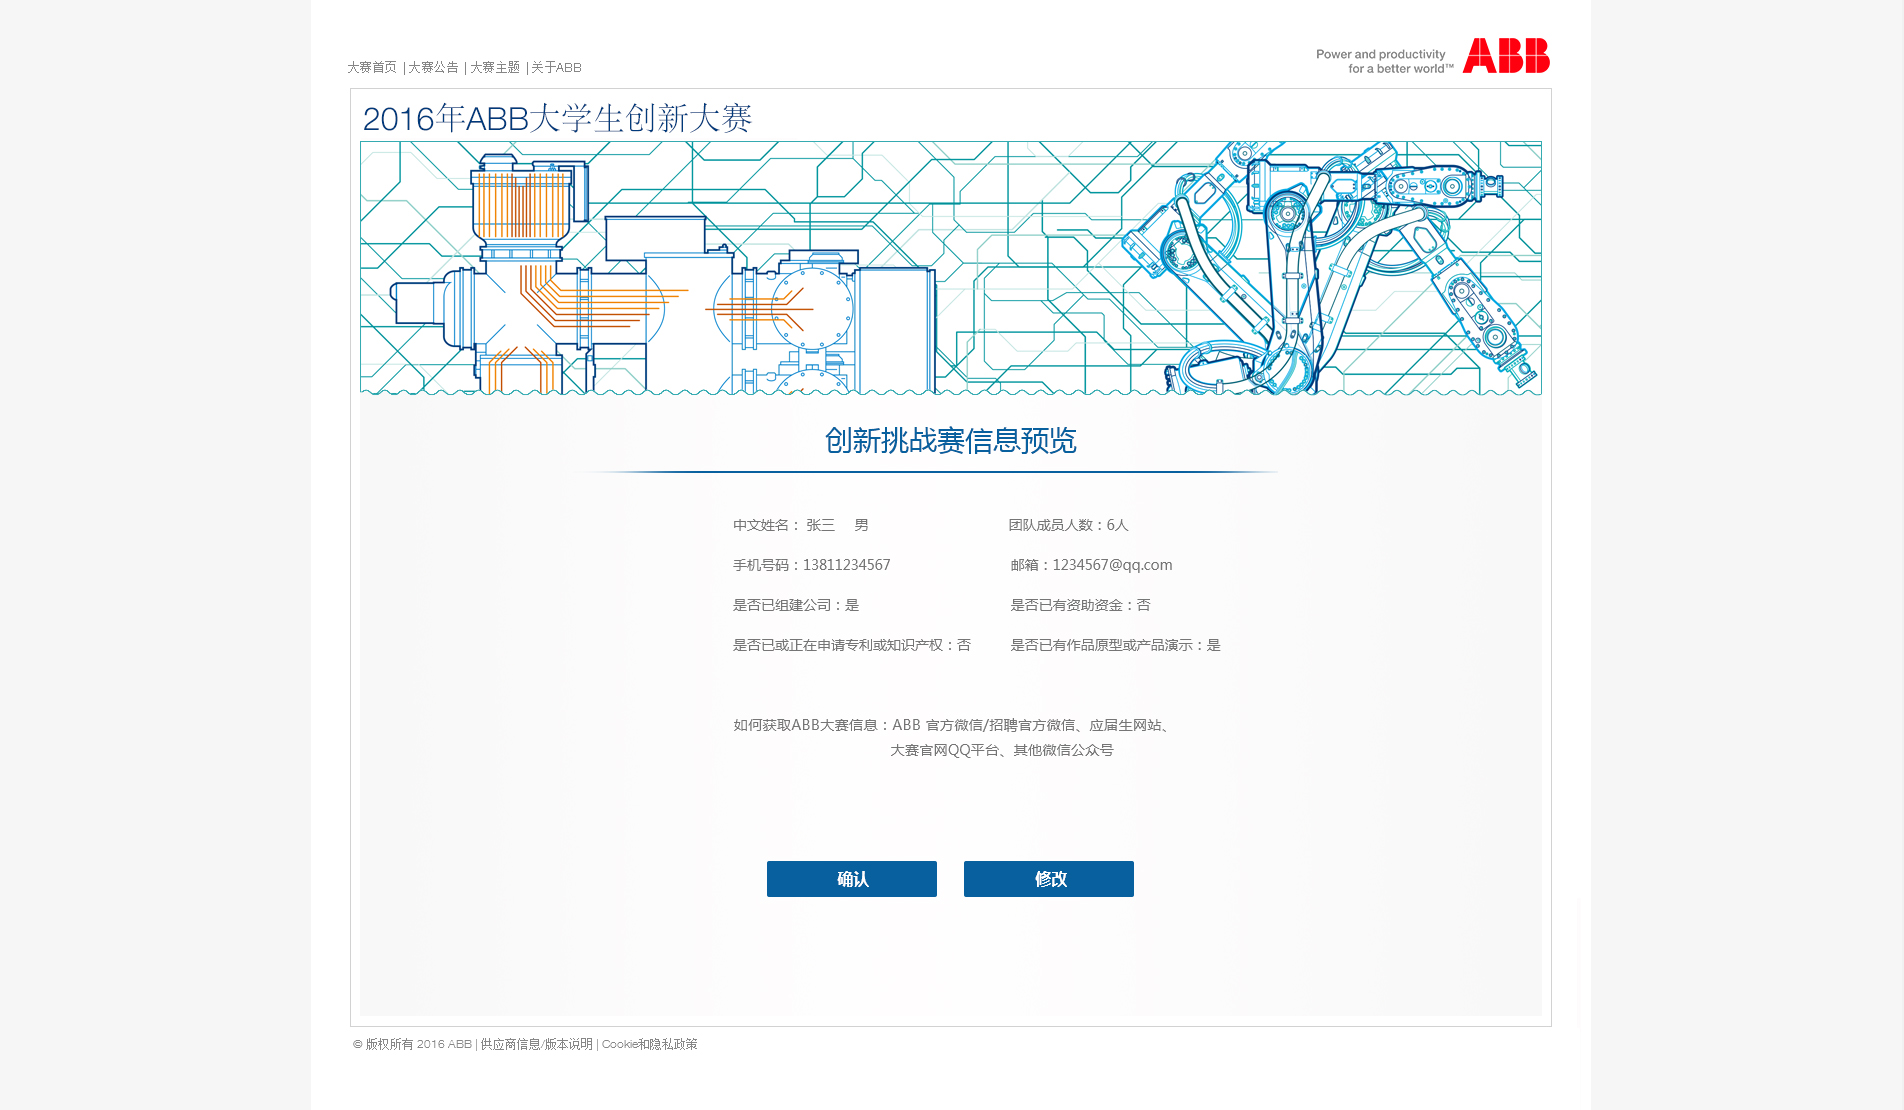 大赛首页 | 大赛公告 | 大赛主题 | 关于ABB
Power and productivity
for a better world™
ABB
2016年ABB大学生创新大赛
创新挑战赛信息预览
中文姓名： 张三 男 团队成员人数：6人
手机号码：13811234567 邮箱：1234567@qq.com
是否已组建公司：是 是否已有资助资金：否
是否已或正在申请专利或知识产权：否 是否已有作品原型或产品演示：是
如何获取ABB大赛信息：ABB 官方微信/招聘官方微信、应届生网站、
大赛官网QQ平台、其他微信公众号
确认 修改
© 版权所有 2016 ABB | 供应商信息/版本说明 | Cookie和隐私政策